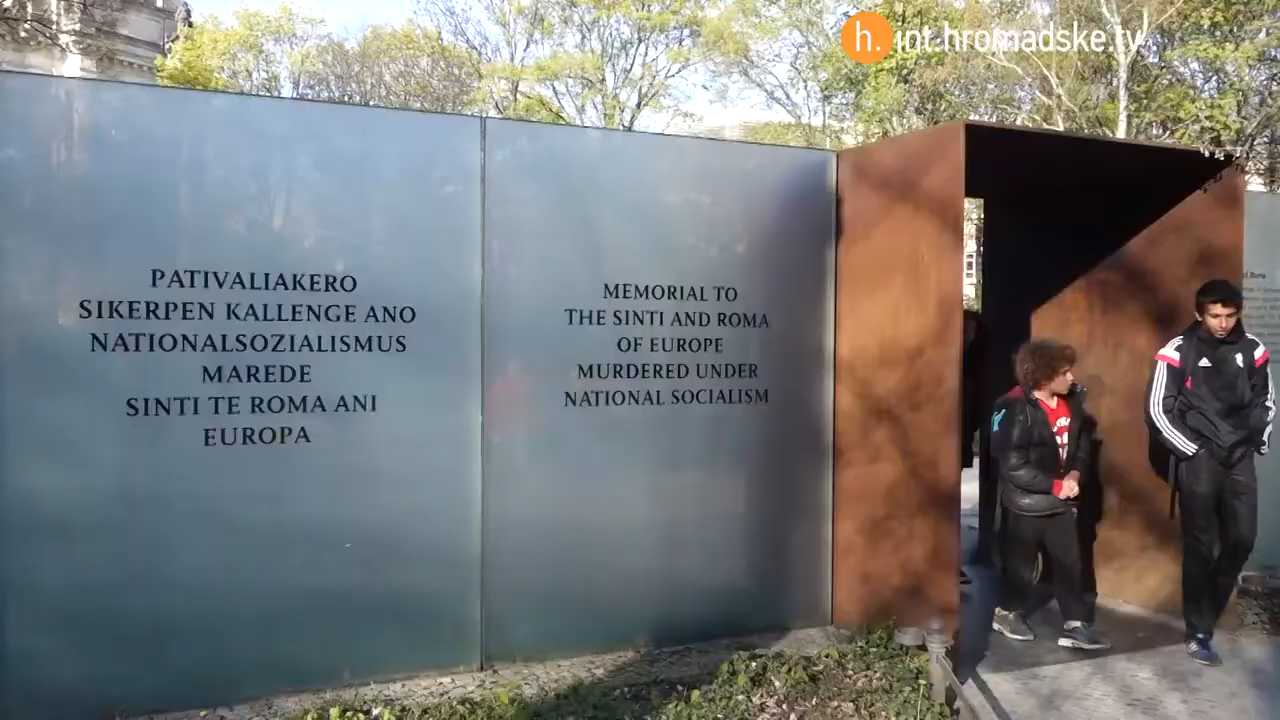 h. int.hromadske.tv
PATIVALIAKERO
SIKERPEN KALLENGE ANO
NATIONALSOZIALISMUS
MAREDE
SINTI TE ROMA ANI
EUROPA
MEMORIAL TO
THE SINTI AND ROMA
OF EUROPE
MURDERED UNDER
NATIONAL SOCIALISM